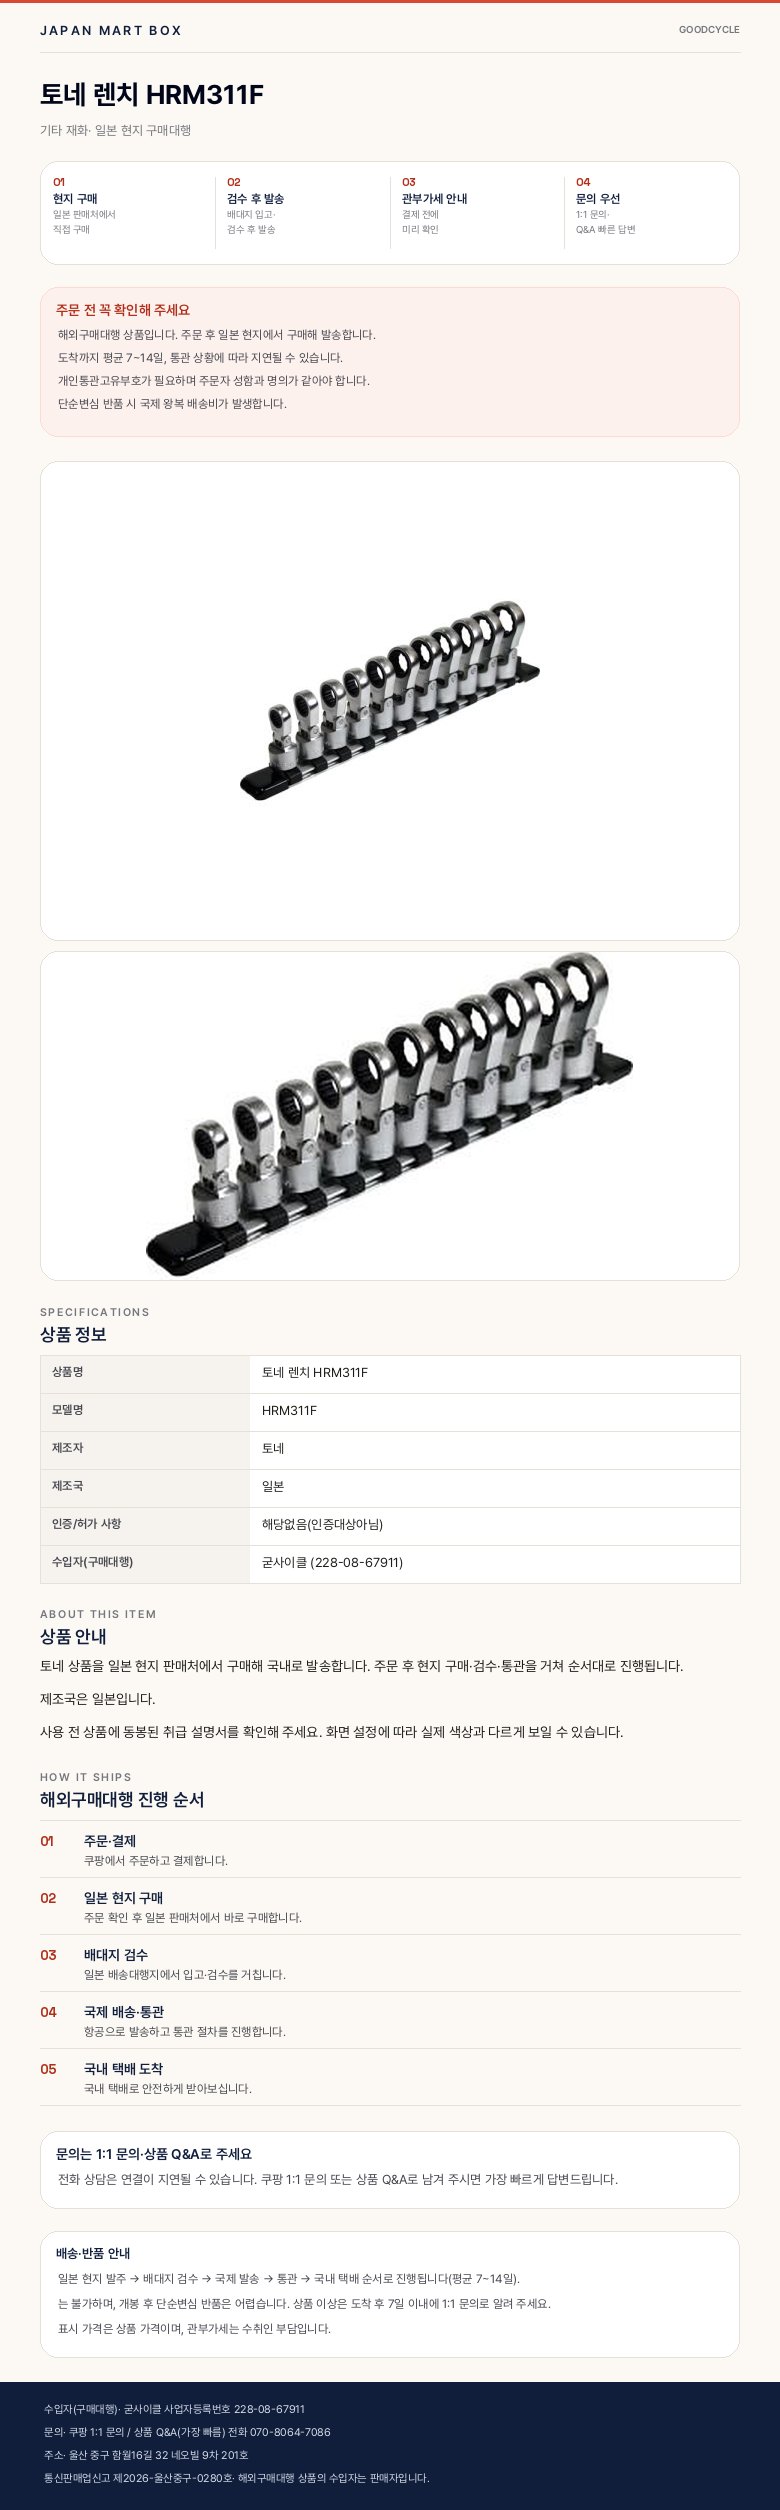 JAPAN MART BOX
GOODCYCLE
토네 렌치 HRM311F
기타 재화· 일본 현지 구매대행
01
현지 구매
일본 판매처에서
직접 구매
02
검수 후 발송
배대지 입고·
검수 후 발송
03
관부가세 안내
결제 전에
미리 확인
04
문의 우선
1:1 문의·
Q&A 빠른 답변
주문 전 꼭 확인해 주세요
해외구매대행 상품입니다. 주문 후 일본 현지에서 구매해 발송합니다.
도착까지 평균 7~14일, 통관 상황에 따라 지연될 수 있습니다.
개인통관고유부호가 필요하며 주문자 성함과 명의가 같아야 합니다.
단순변심 반품 시 국제 왕복 배송비가 발생합니다.
SPECIFICATIONS
상품 정보
상품명 토네 렌치 HRM311F
모델명 HRM311F
제조자 토네
제조국 일본
인증/허가 사항 해당없음(인증대상아님)
수입자(구매대행) 굳사이클 (228-08-67911)
ABOUT THIS ITEM
상품 안내
토네 상품을 일본 현지 판매처에서 구매해 국내로 발송합니다. 주문 후 현지 구매·검수·통관을 거쳐 순서대로 진행됩니다.
제조국은 일본입니다.
사용 전 상품에 동봉된 취급 설명서를 확인해 주세요. 화면 설정에 따라 실제 색상과 다르게 보일 수 있습니다.
HOW IT SHIPS
해외구매대행 진행 순서
01 주문·결제
쿠팡에서 주문하고 결제합니다.
02 일본 현지 구매
주문 확인 후 일본 판매처에서 바로 구매합니다.
03 배대지 검수
일본 배송대행지에서 입고·검수를 거칩니다.
04 국제 배송·통관
항공으로 발송하고 통관 절차를 진행합니다.
05 국내 택배 도착
국내 택배로 안전하게 받아보십니다.
문의는 1:1 문의·상품 Q&A로 주세요
전화 상담은 연결이 지연될 수 있습니다. 쿠팡 1:1 문의 또는 상품 Q&A로 남겨 주시면 가장 빠르게 답변드립니다.
배송·반품 안내
일본 현지 발주 → 배대지 검수 → 국제 발송 → 통관 → 국내 택배 순서로 진행됩니다(평균 7~14일).
는 불가하며, 개봉 후 단순변심 반품은 어렵습니다. 상품 이상은 도착 후 7일 이내에 1:1 문의로 알려 주세요.
표시 가격은 상품 가격이며, 관부가세는 수취인 부담입니다.
수입자(구매대행)· 굳사이클 사업자등록번호 228-08-67911
문의· 쿠팡 1:1 문의 / 상품 Q&A(가장 빠름) 전화 070-8064-7086
주소· 울산 중구 함월16길 32 네오빌 9차 201호
통신판매업신고 제2026-울산중구-0280호· 해외구매대행 상품의 수입자는 판매자입니다.